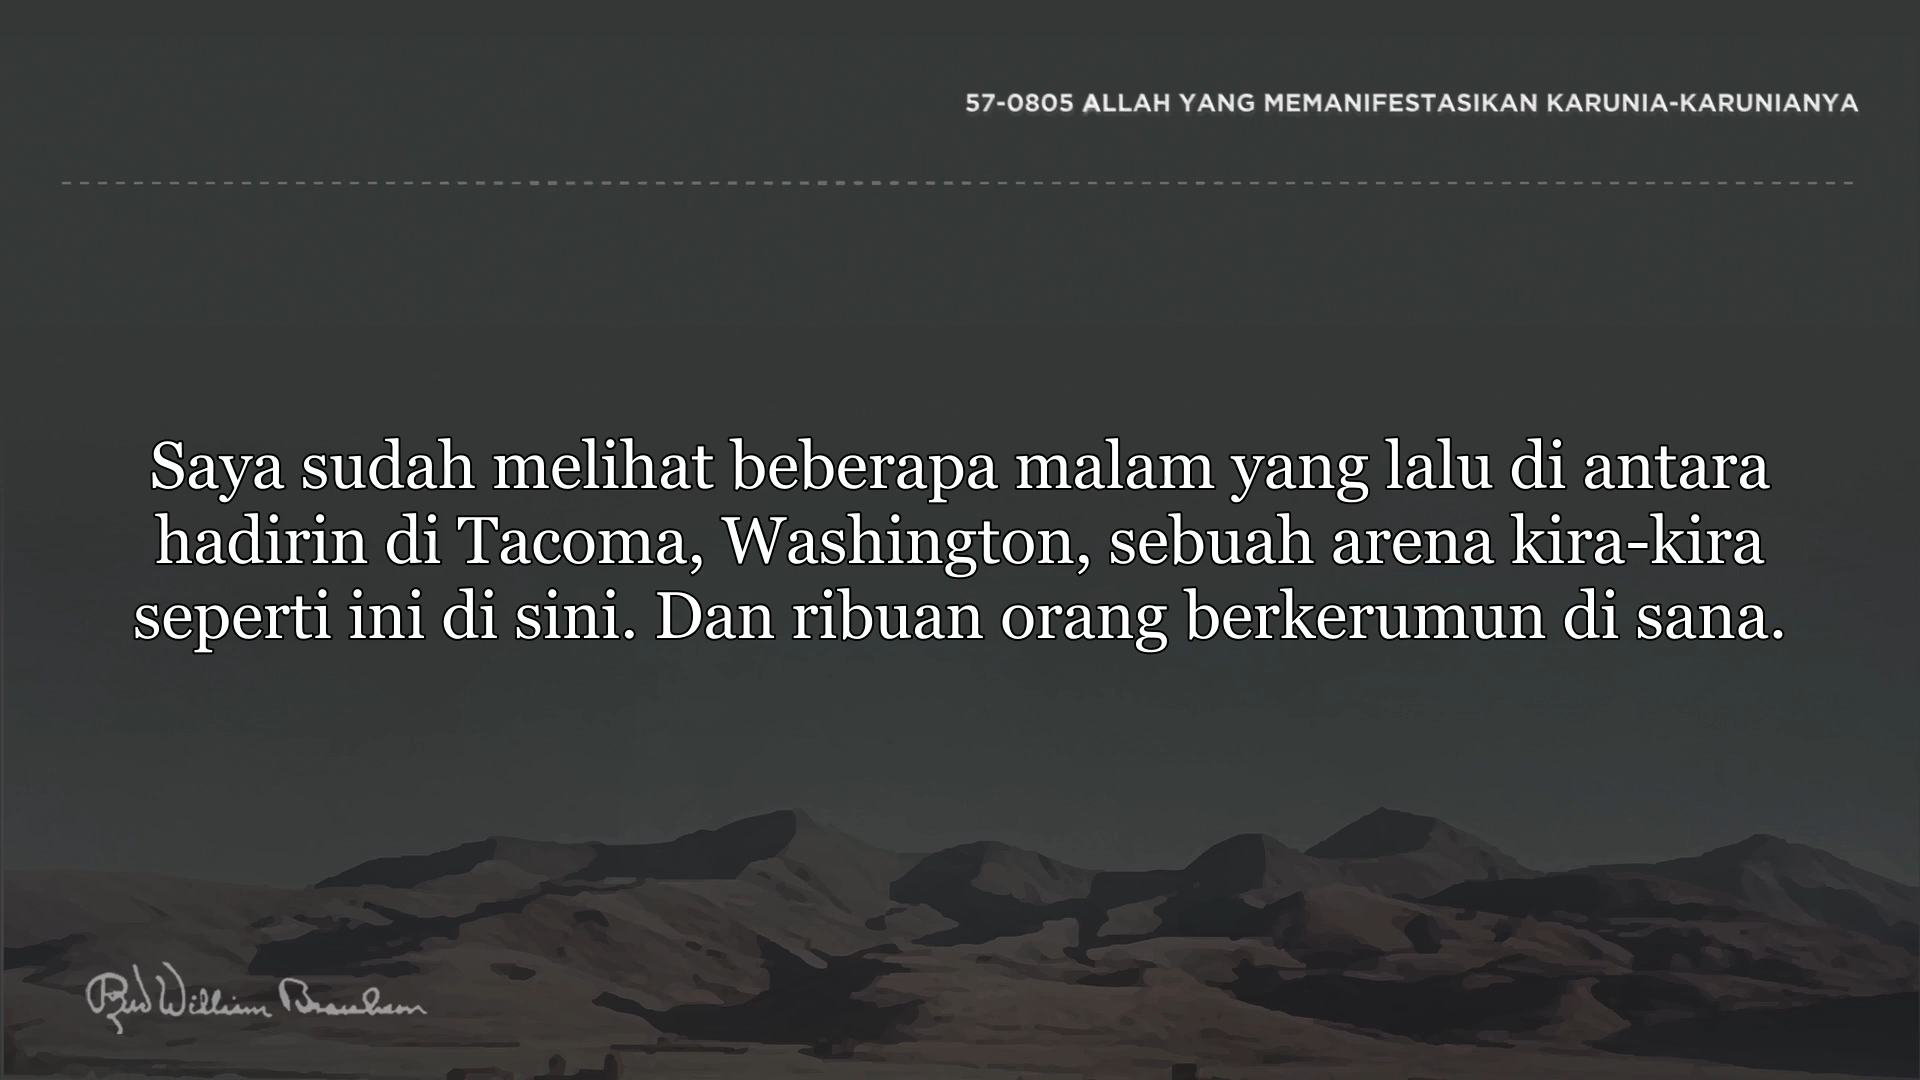 57-0805 ALLAH YANG MEMANIFESTASIKAN KARUNIA-KARUNIANYA
Saya sudah melihat beberapa malam yang lalu di antara
hadirin di Tacoma, Washington, sebuah arena kira-kira
seperti ini di sini. Dan ribuan orang berkerumun di sana.
Rev William Branham